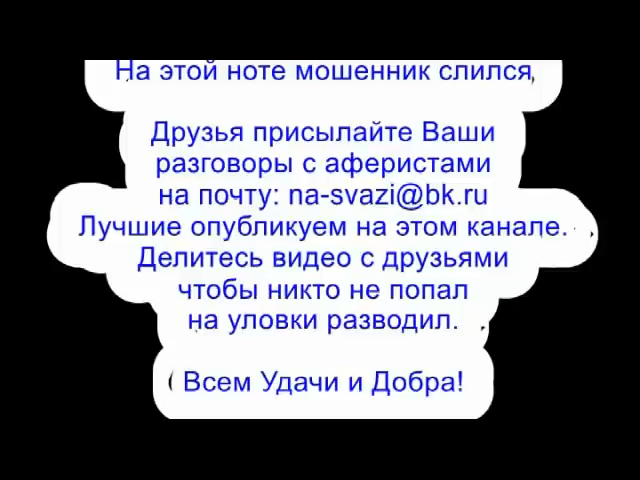 На этой ноте мошенник слился,
Друзья присылайте Ваши
разговоры с аферистами
на почту: na-svazi@bk.ru
Лучшие опубликуем на этом канале.
Делитесь видео с друзьями
чтобы никто не попал
на уловки разводил.
Всем Удачи и Добра!